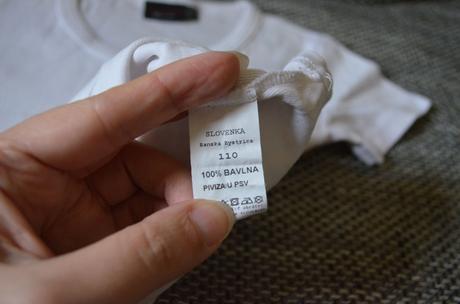 SLOVENKA
Banska Bystrica
110
100% BAVLNA
PIVIZA U PSV